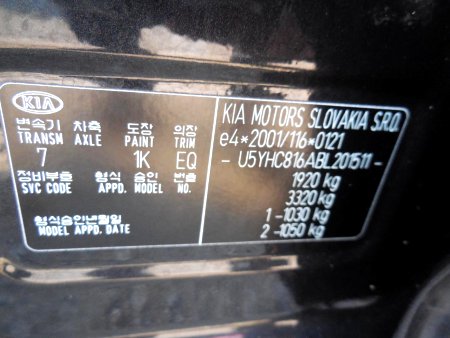 KIA
변속기 차축 도장 의장
TRANSM AXLE PAINT TRIM
7 1K EQ
정비부호 형식 승인 번호
SVC CODE APPD. MODEL NO.
형식승인년월일
MODEL APPD. DATE
KIA MOTORS SLOVAKIA S.R.O.
e4*2001/116*0121
- U5YHC816ABL201511 -
1920 kg
3320 kg
1 -1030 kg
2 -1050 kg